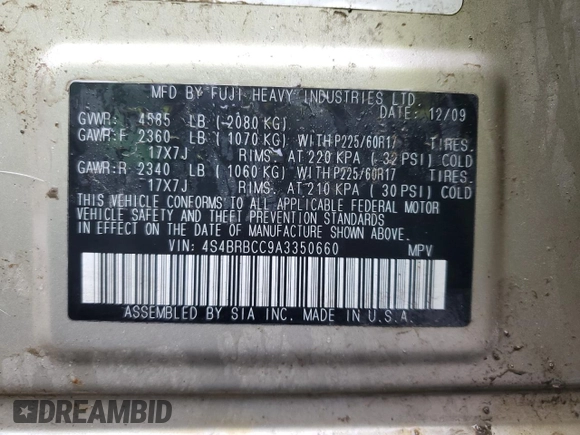 MFD BY FUJI HEAVY INDUSTRIES LTD.
DATE: 12/09
GVWR: 4585 LB ( 2080 KG)
GAWR:F 2360 LB ( 1070 KG) WITH P225/60R17 TIRES.
17X7J RIMS. AT 220 KPA ( 32 PSI) COLD
GAWR:R 2340 LB ( 1060 KG) WITH P225/60R17 TIRES.
17X7J RIMS. AT 210 KPA ( 30 PSI) COLD
THIS VEHICLE CONFORMS TO ALL APPLICABLE FEDERAL MOTOR
VEHICLE SAFETY AND THEFT PREVENTION STANDARDS IN
EFFECT ON THE DATE OF MANUFACTURE SHOWN ABOVE.
VIN: 4S4BRBCC9A3350660 MPV
ASSEMBLED BY SIA INC. MADE IN U.S.A.
DREAMBID